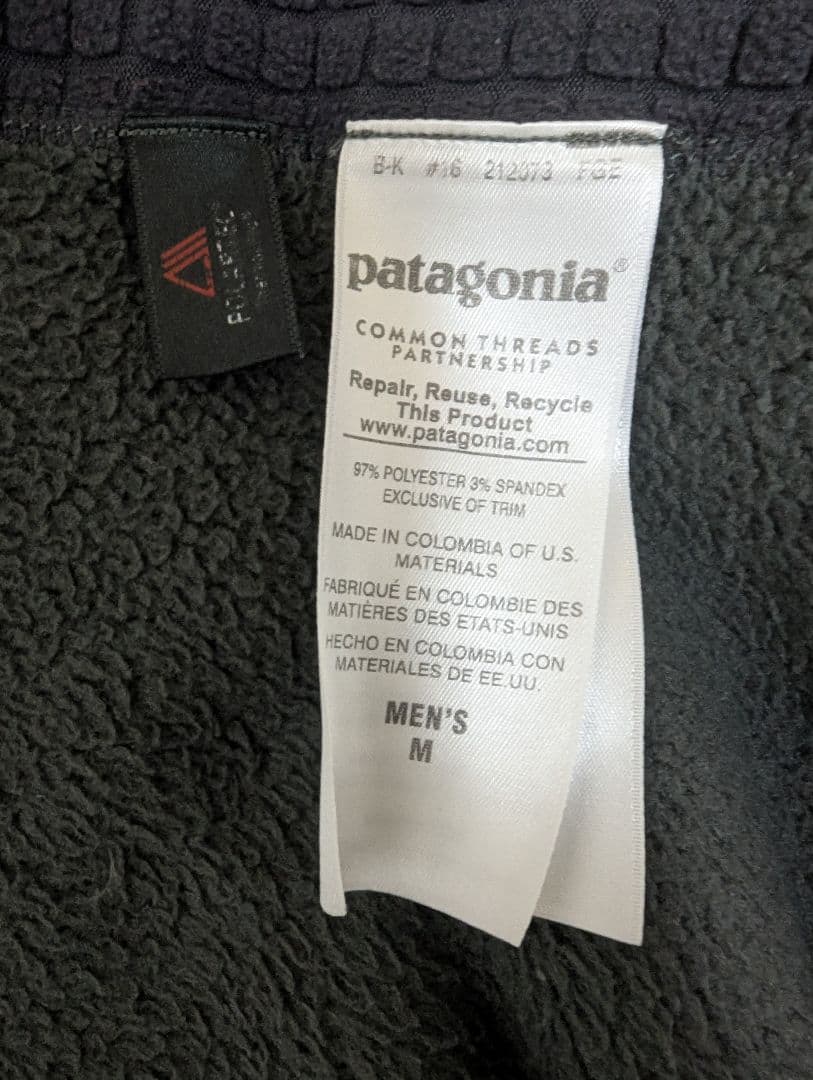 B-K #16 212073 FGE
POLARTEC
patagonia®
COMMON THREADS
PARTNERSHIP
Repair, Reuse, Recycle
This Product
www.patagonia.com
97% POLYESTER 3% SPANDEX
EXCLUSIVE OF TRIM
MADE IN COLOMBIA OF U.S.
MATERIALS
FABRIQUÉ EN COLOMBIE DES
MATIÈRES DES ETATS-UNIS
HECHO EN COLOMBIA CON
MATERIALES DE EE.UU.
MEN'S
M